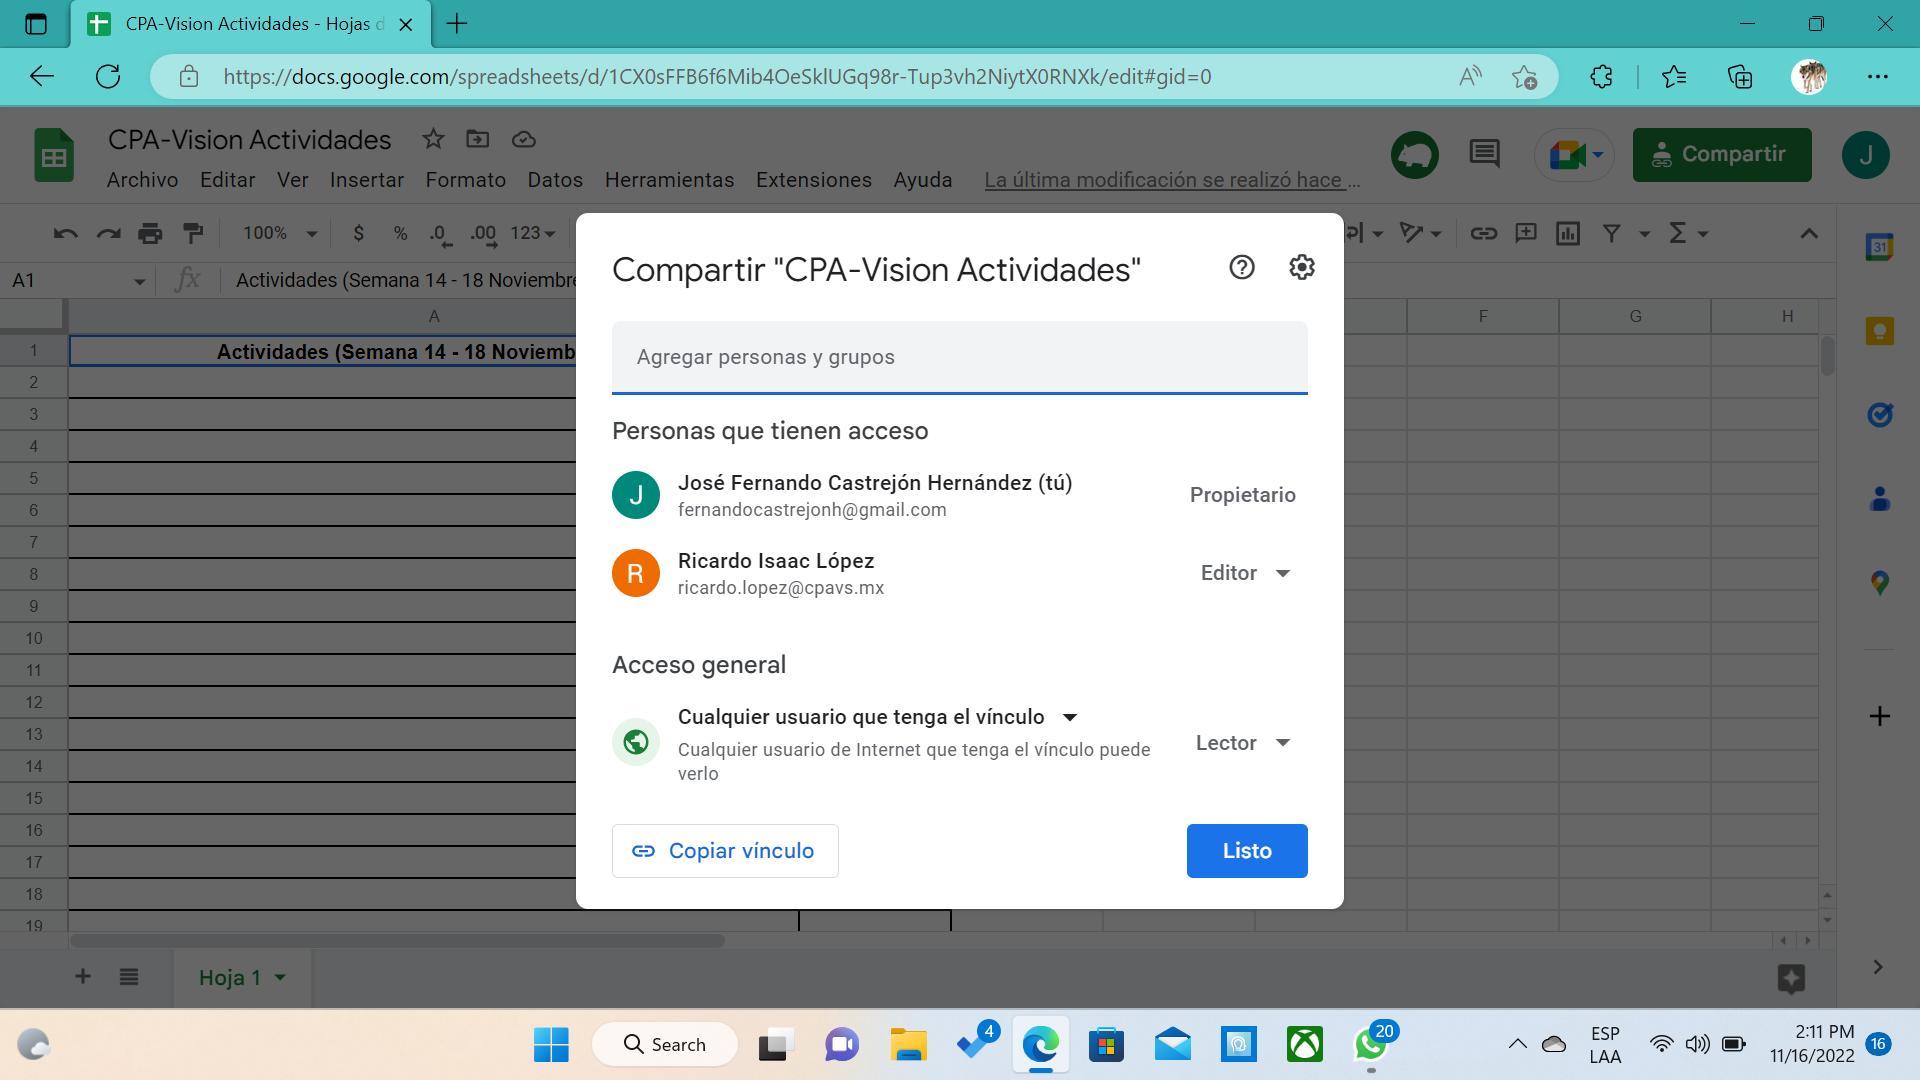 CPA-Vision Actividades - Hojas d
https://docs.google.com/spreadsheets/d/1CX0sFFB6f6Mib4OeSklUGq98r-Tup3vh2NiytX0RNXk/edit#gid=0
CPA-Vision Actividades
Compartir
J
Archivo Editar Ver Insertar Formato Datos Herramientas Extensiones Ayuda La última modificación se realizó hace ...
100% $ % .0 .00 123
31
A1 fx Actividades (Semana 14 - 18 Noviembre
A F G H
1 Actividades (Semana 14 - 18 Noviemb
2
3
4
5
6
7
8
9
10
11
12
13
14
15
16
17
18
19
Compartir "CPA-Vision Actividades"
Agregar personas y grupos
Personas que tienen acceso
J
José Fernando Castrejón Hernández (tú)
fernandocastrejonh@gmail.com
Propietario
R
Ricardo Isaac López
ricardo.lopez@cpavs.mx
Editor
Acceso general
Cualquier usuario que tenga el vínculo
Cualquier usuario de Internet que tenga el vínculo puede
verlo
Lector
Copiar vínculo
Listo
Hoja 1
Search
4
20
ESP
LAA
2:11 PM
11/16/2022
16